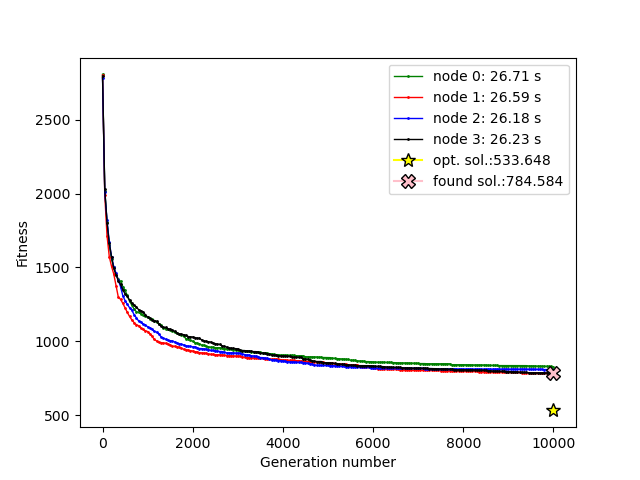 node 0: 26.71 s
node 1: 26.59 s
node 2: 26.18 s
node 3: 26.23 s
opt. sol.:533.648
found sol.:784.584
Fitness
2500
2000
1500
1000
500
0
2000
4000
6000
8000
10000
Generation number